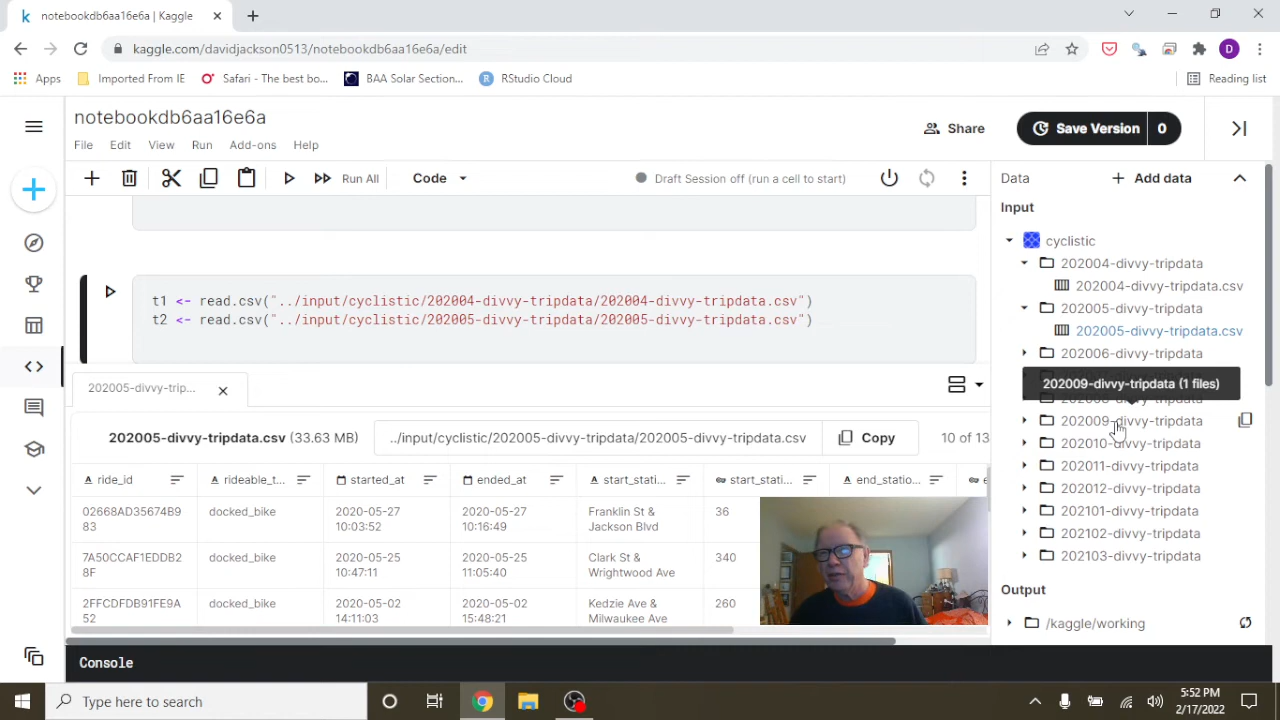 notebookdb6aa16e6a | Kaggle
kaggle.com/davidjackson0513/notebookdb6aa16e6a/edit
D
Apps
Imported From IE
Safari - The best bo...
BAA Solar Section...
RStudio Cloud
Reading list
notebookdb6aa16e6a
File Edit View Run Add-ons Help
Share
Save Version 0
Run All
Code
Draft Session off (run a cell to start)
t1 <- read.csv("../input/cyclistic/202004-divvy-tripdata/202004-divvy-tripdata.csv")
t2 <- read.csv("../input/cyclistic/202005-divvy-tripdata/202005-divvy-tripdata.csv")
Data
Add data
Input
cyclistic
202004-divvy-tripdata
202004-divvy-tripdata.csv
202005-divvy-tripdata
202005-divvy-tripdata.csv
202006-divvy-tripdata
202009-divvy-tripdata (1 files)
202009-divvy-tripdata
202010-divvy-tripdata
202011-divvy-tripdata
202012-divvy-tripdata
202101-divvy-tripdata
202102-divvy-tripdata
202103-divvy-tripdata
Output
/kaggle/working
202005-divvy-trip...
202005-divvy-tripdata.csv (33.63 MB)
../input/cyclistic/202005-divvy-tripdata/202005-divvy-tripdata.csv
Copy
10 of 13
ride_id rideable_t... started_at ended_at start_stati... start_stati... end_statio...
02668AD35674B9
83
docked_bike
2020-05-27
10:03:52
2020-05-27
10:16:49
Franklin St &
Jackson Blvd
36
7A50CCAF1EDDB2
8F
docked_bike
2020-05-25
10:47:11
2020-05-25
11:05:40
Clark St &
Wrightwood Ave
340
2FFCDFDB91FE9A
52
docked_bike
2020-05-02
14:11:03
2020-05-02
15:48:21
Kedzie Ave &
Milwaukee Ave
260
Console
Type here to search
5:52 PM
2/17/2022